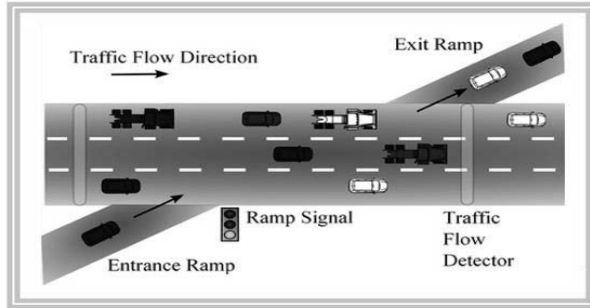 Exit Ramp
Traffic Flow Direction
Ramp Signal
Traffic
Flow
Detector
Entrance Ramp